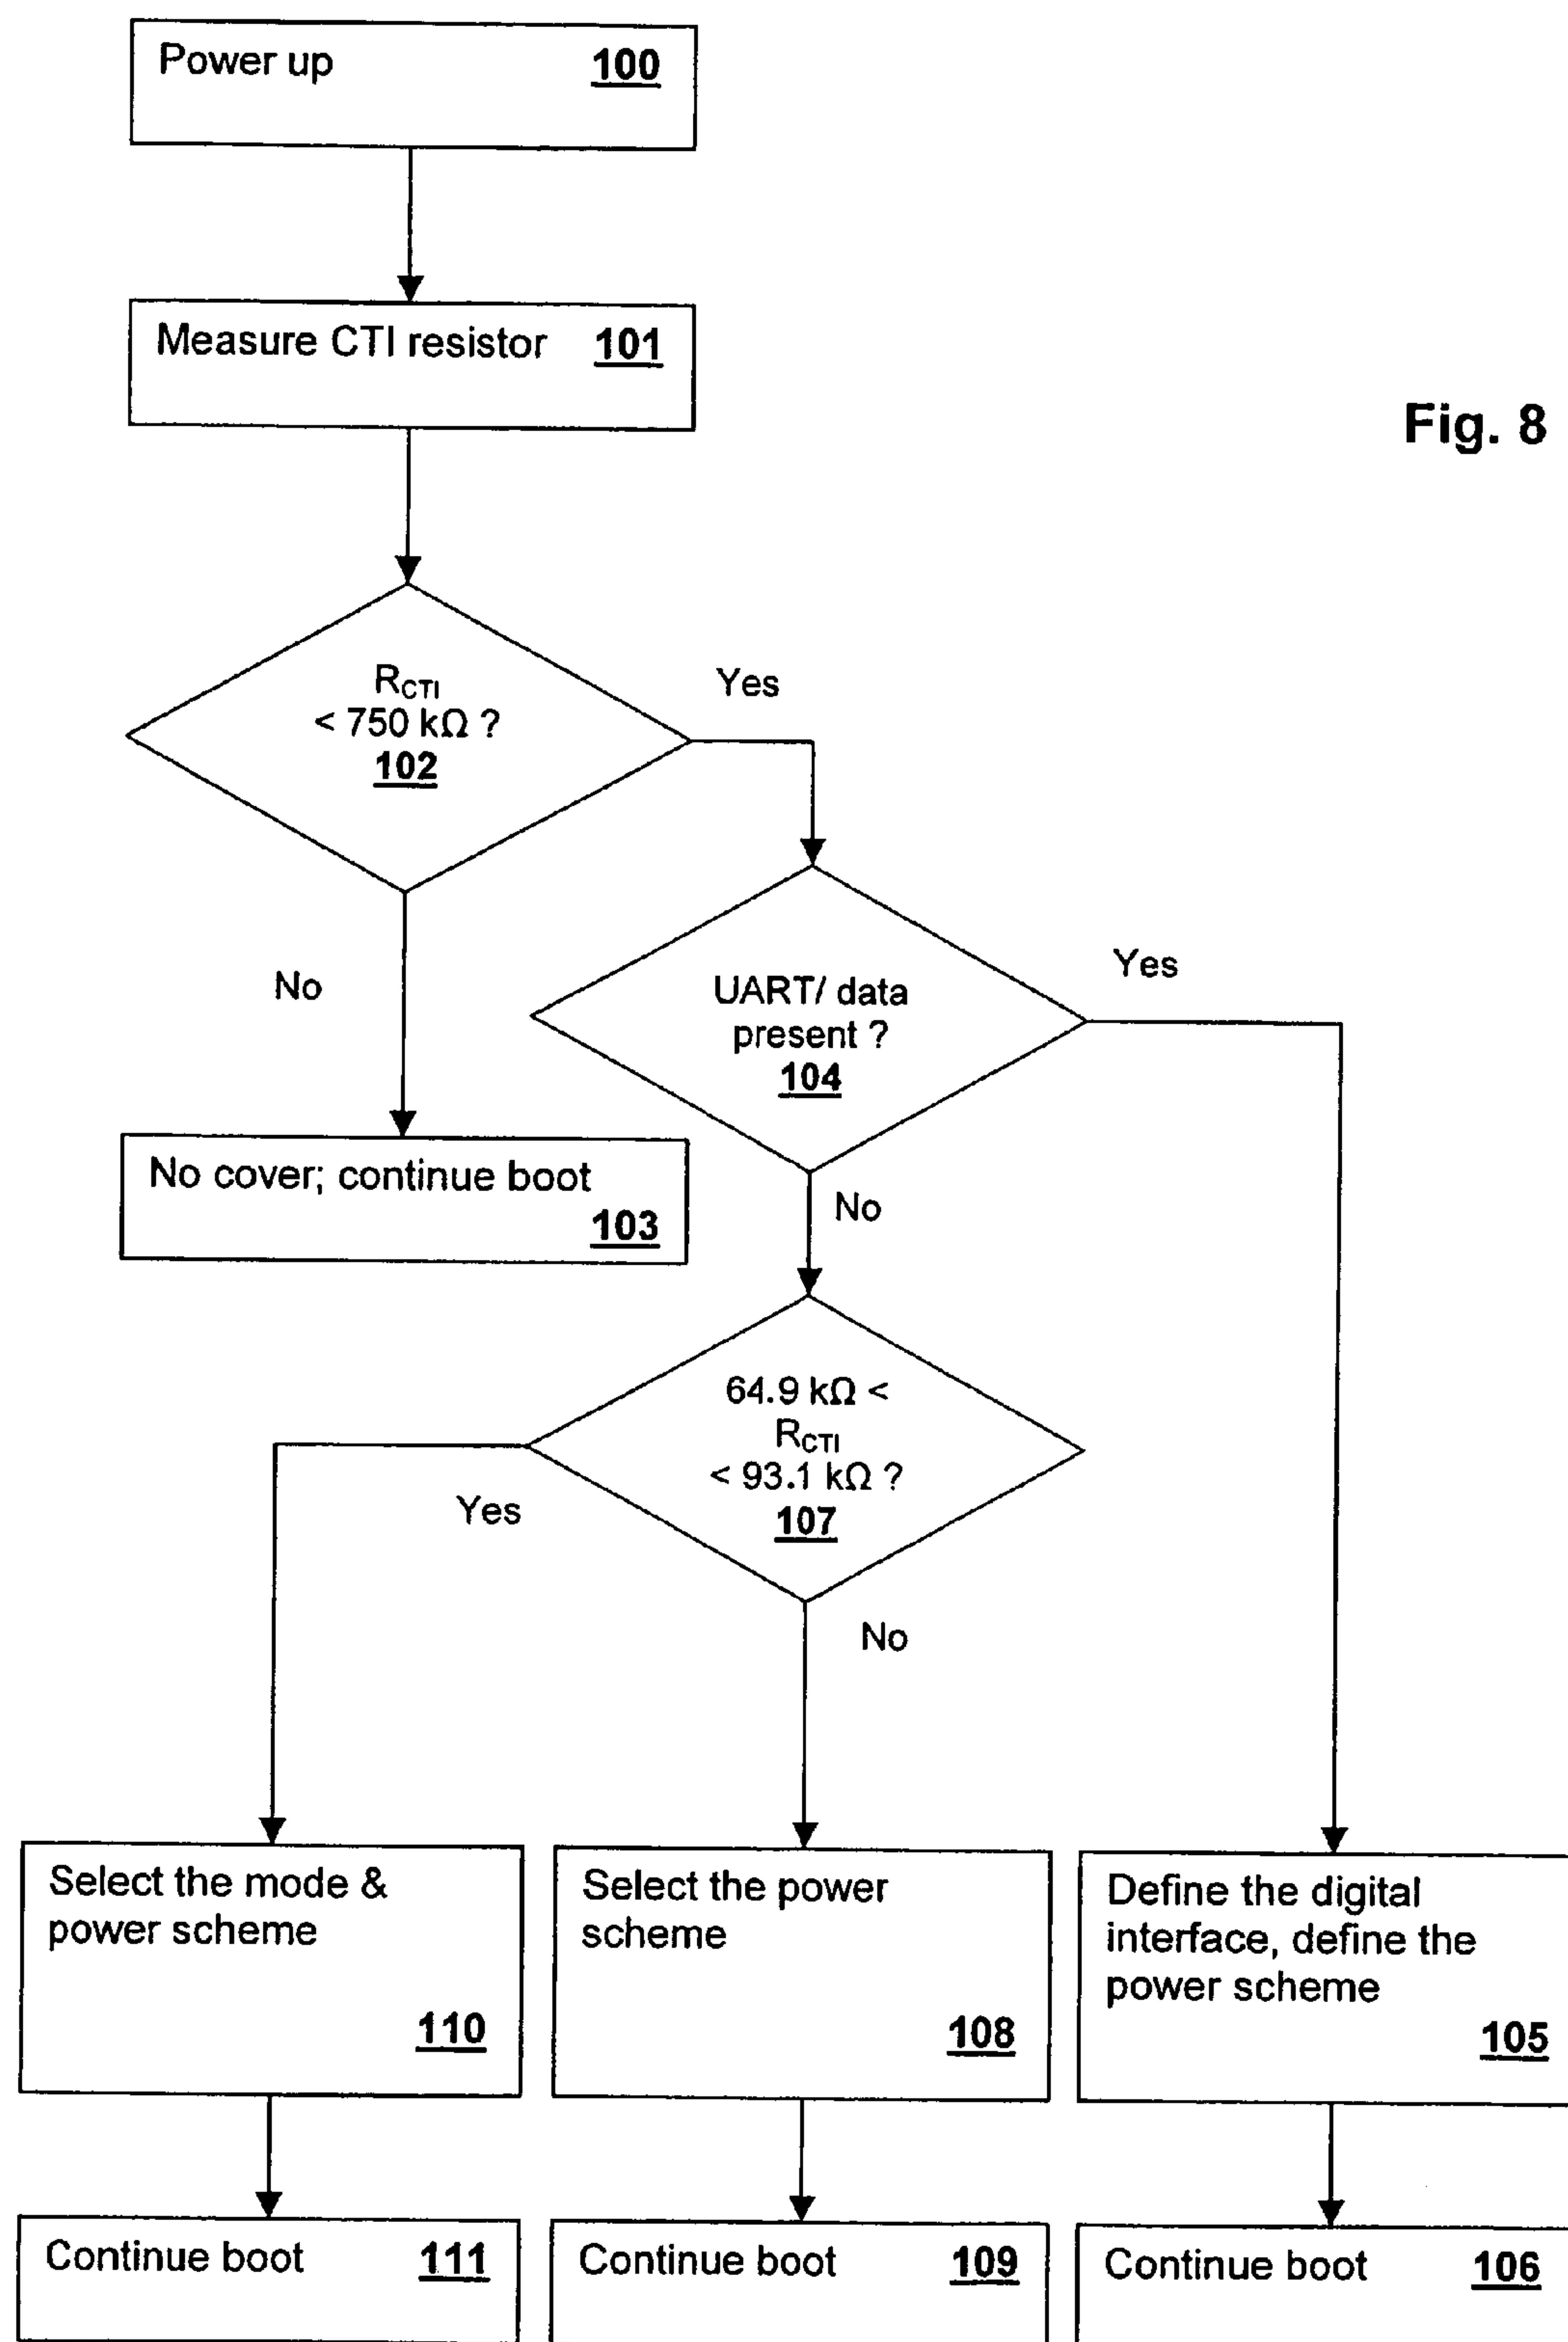 Power up 100
Measure CTI resistor 101
Fig. 8
RCTI
< 750 kΩ ?
102
Yes
No
UART/ data
present ?
104
Yes
No cover; continue boot
103
No
64.9 kΩ <
RCTI
< 93.1 kΩ ?
107
Yes
No
Select the mode &
power scheme
110
Select the power
scheme
108
Define the digital
interface, define the
power scheme
105
Continue boot 111
Continue boot 109
Continue boot 106